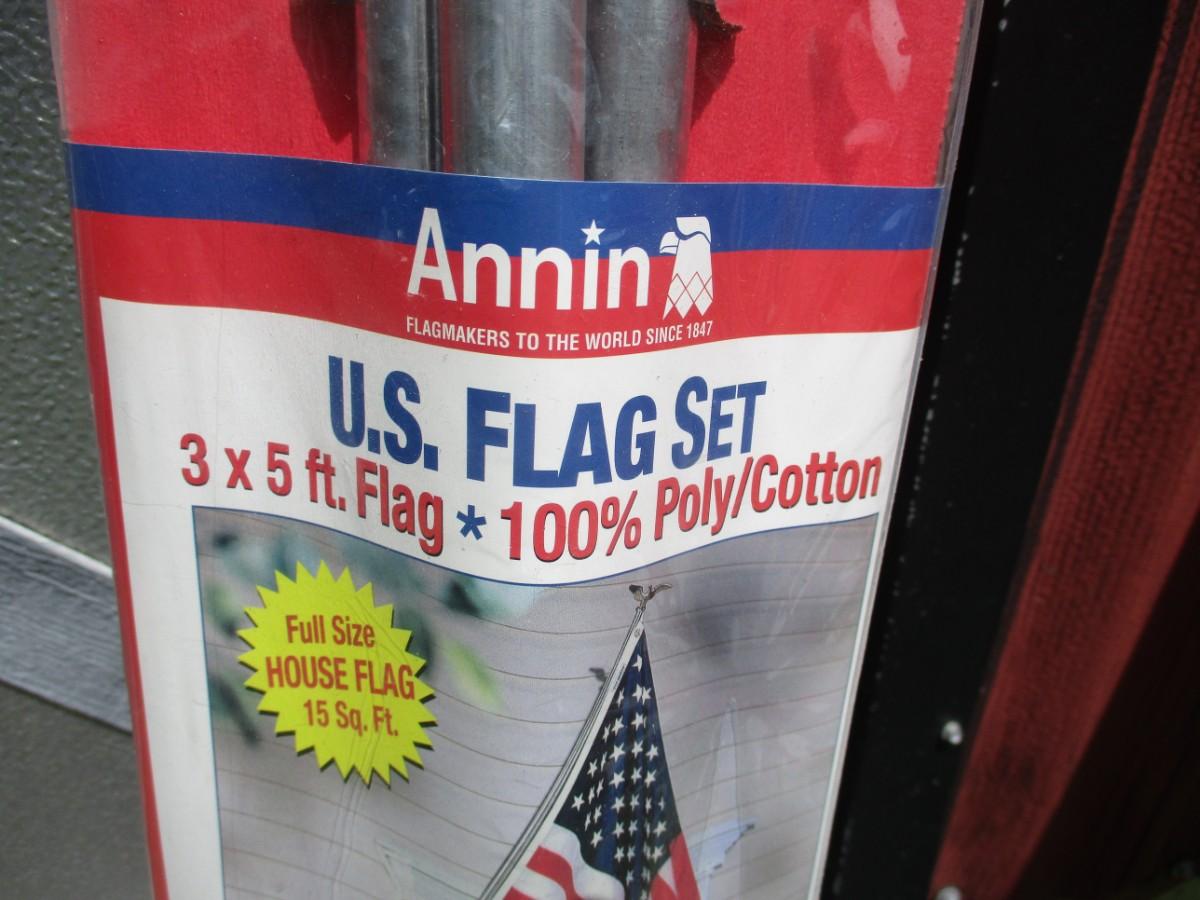 Annin
FLAGMAKERS TO THE WORLD SINCE 1847
U.S. FLAG SET
3 x 5 ft. Flag * 100% Poly/Cotton
Full Size
HOUSE FLAG
15 Sq. Ft.